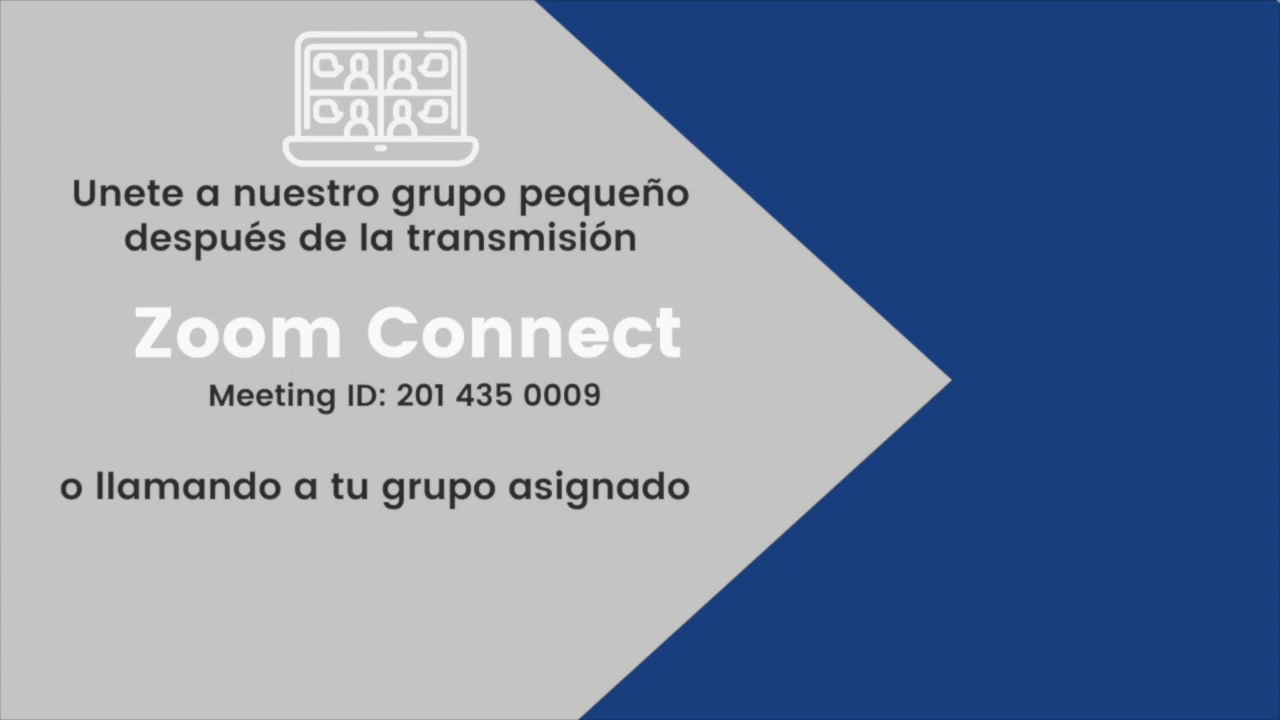 Unete a nuestro grupo pequeño
después de la transmisión
Zoom Connect
Meeting ID: 201 435 0009
o llamando a tu grupo asignado